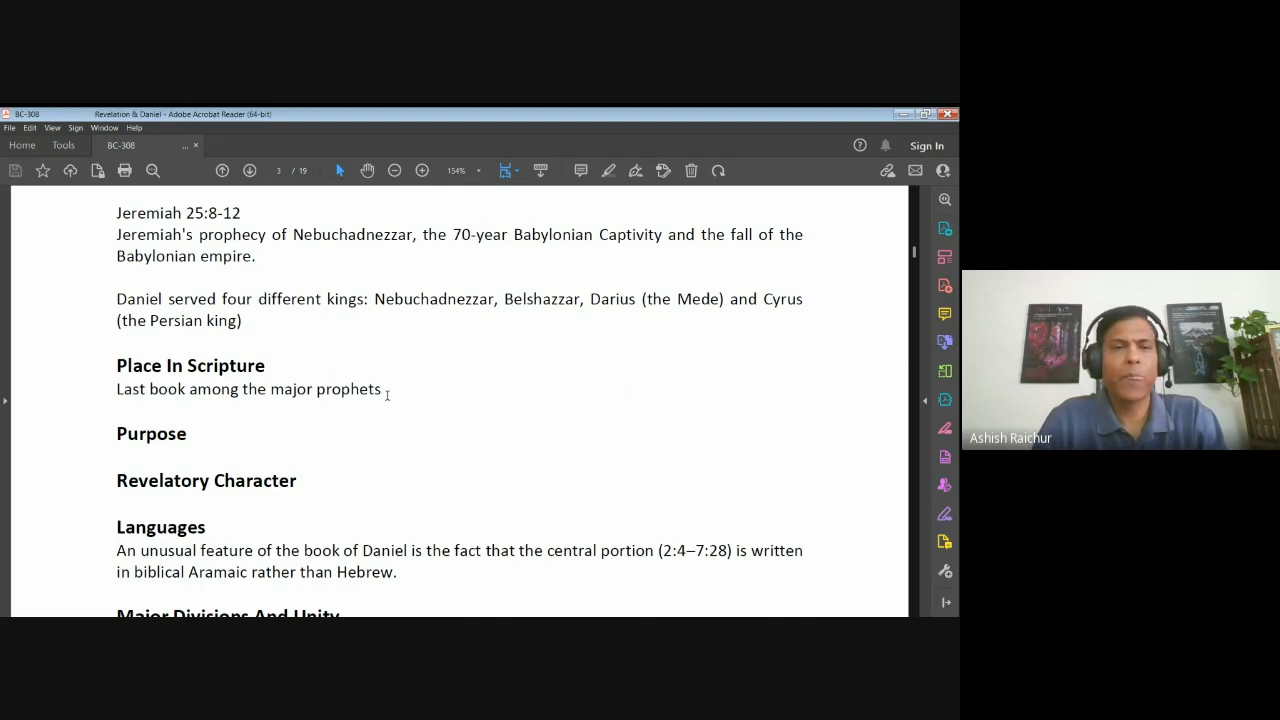 BC-308 Revelation & Daniel - Adobe Acrobat Reader (64-bit)
File Edit View Sign Window Help
Home Tools BC-308 ... × Sign In
3 / 19 154%
Jeremiah 25:8-12
Jeremiah's prophecy of Nebuchadnezzar, the 70-year Babylonian Captivity and the fall of the
Babylonian empire.
Daniel served four different kings: Nebuchadnezzar, Belshazzar, Darius (the Mede) and Cyrus
(the Persian king)
Place In Scripture
Last book among the major prophets
Purpose
Revelatory Character
Languages
An unusual feature of the book of Daniel is the fact that the central portion (2:4–7:28) is written
in biblical Aramaic rather than Hebrew.
Major Divisions And Unity
Ashish Raichur